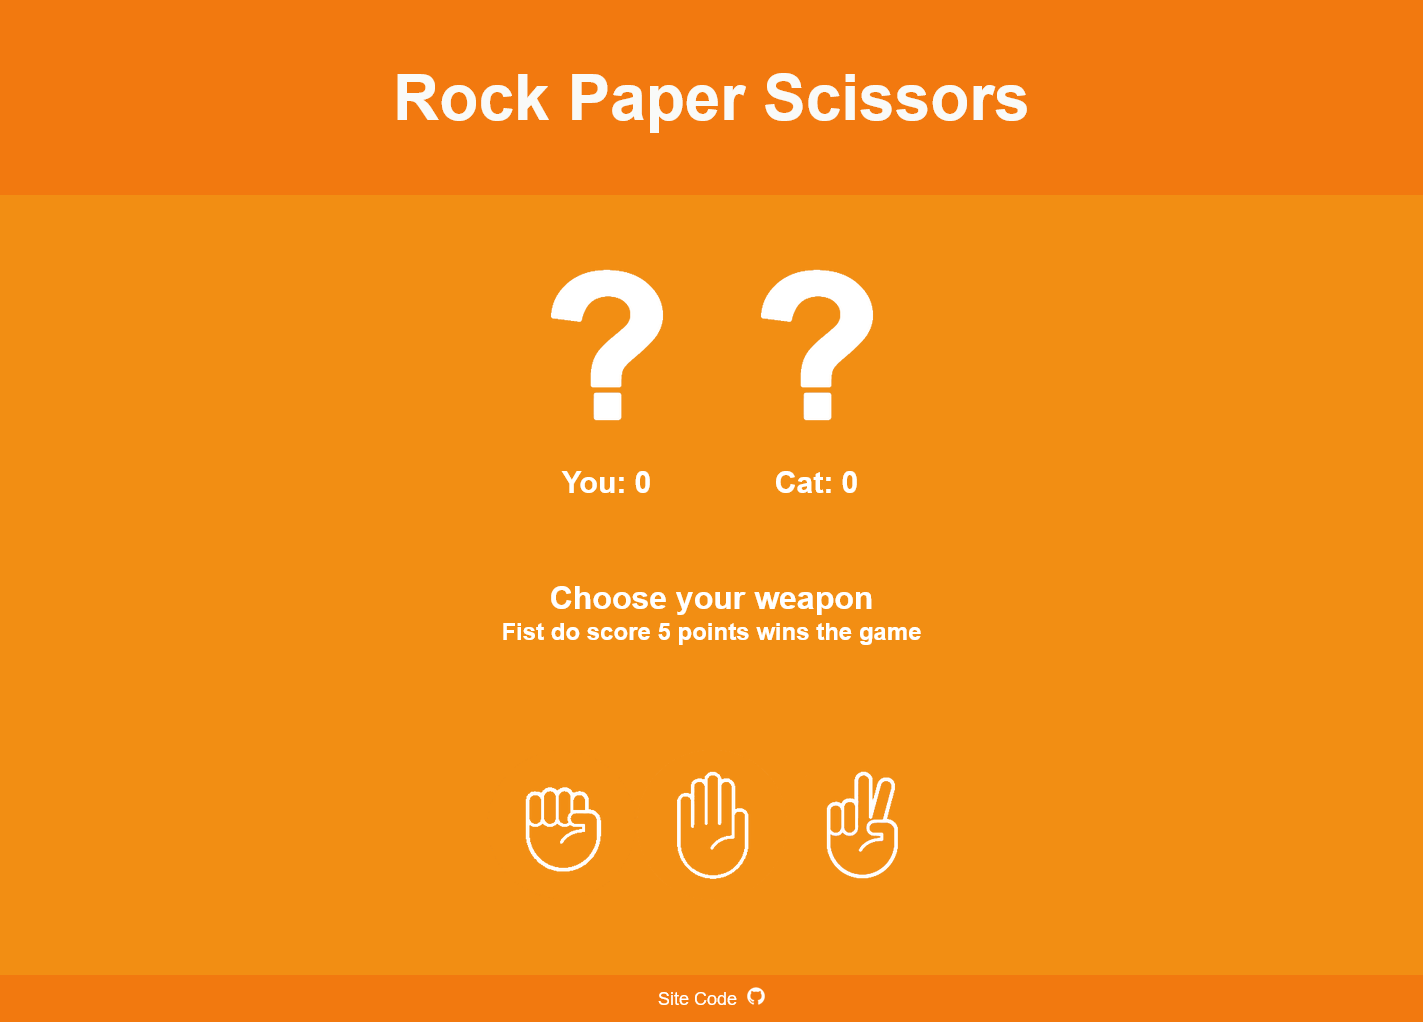 Rock Paper Scissors
? ?
You: 0 Cat: 0
Choose your weapon
Fist do score 5 points wins the game
Site Code